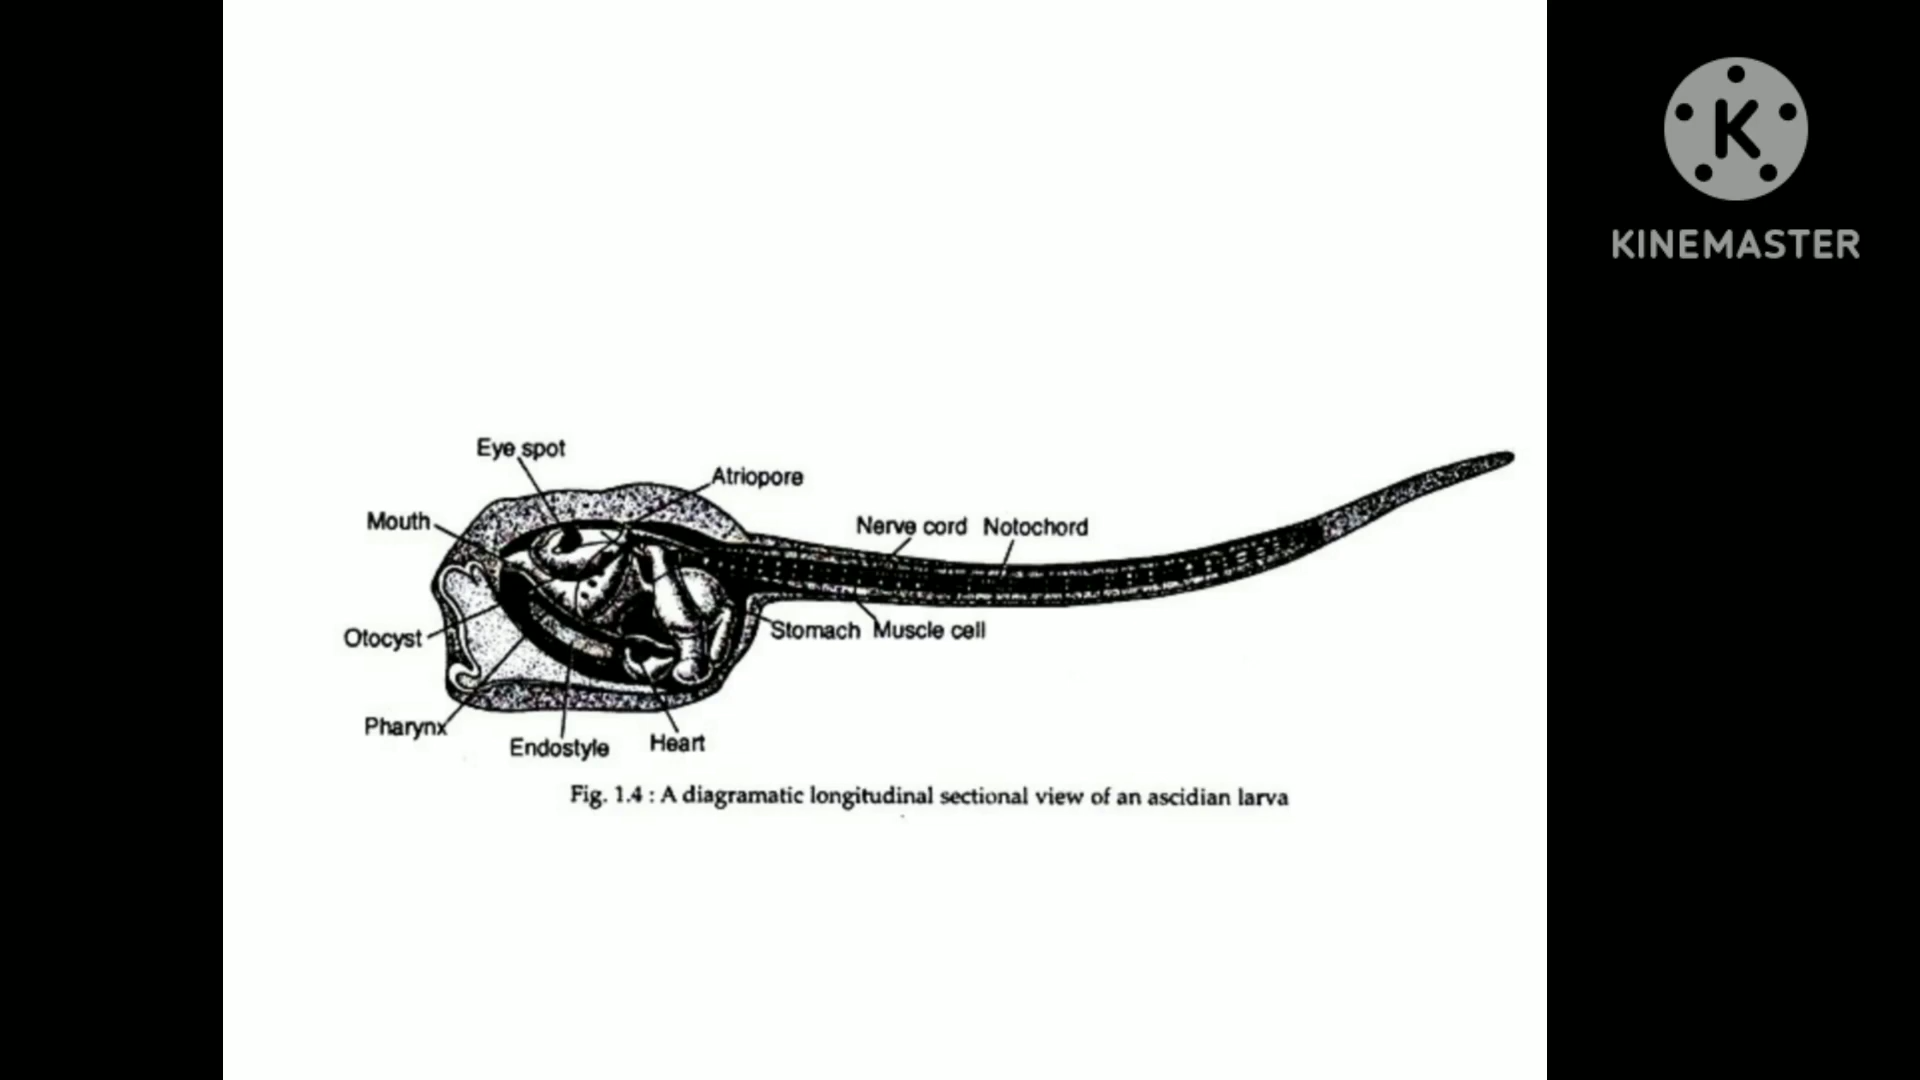 Eye spot
Atriopore
Mouth
Nerve cord Notochord
Otocyst
Stomach Muscle cell
Pharynx
Endostyle
Heart
Fig. 1.4 : A diagramatic longitudinal sectional view of an ascidian larva
K
KINEMASTER